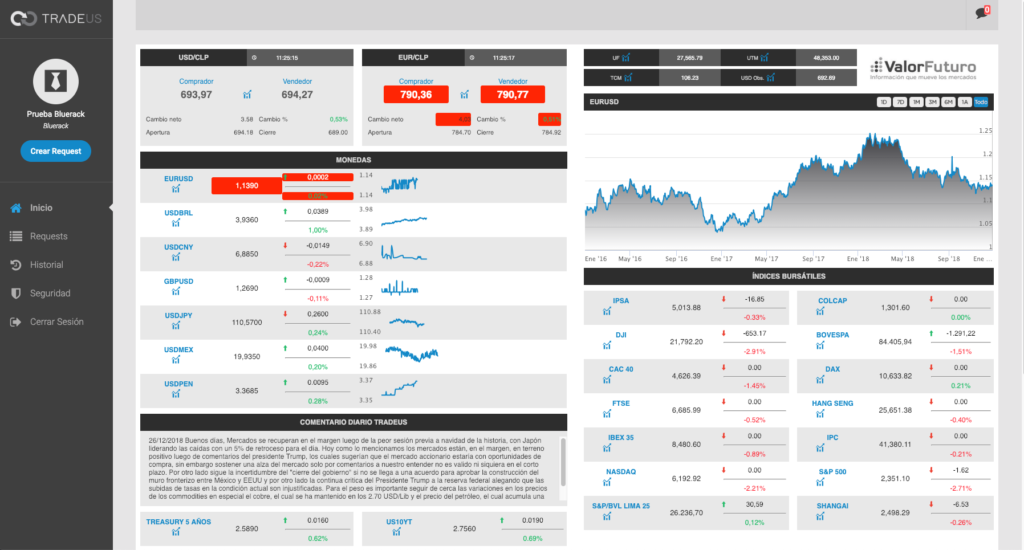 TRADEUS
0
Prueba Bluerack
Bluerack
Crear Request
Inicio
Requests
Historial
Seguridad
Cerrar Sesión
USD/CLP 11:25:15
Comprador Vendedor
693,97 694,27
Cambio neto 3.58 Cambio % 0,53%
Apertura 694.18 Cierre 689.00
EUR/CLP 11:25:17
Comprador Vendedor
790,36 790,77
Cambio neto Cambio %
Apertura 784.70 Cierre 784.92
MONEDAS
EURUSD 1,1390 0,0002 1.14 1.14
USDBRL 3,9360 0,0389 1,00% 3.98 3.89
USDCNY 6,8850 -0,0149 -0,22% 6.90 6.88
GBPUSD 1,2690 -0,0009 -0,11% 1.28 1.27
USDJPY 110,5700 0,2600 0,24% 110.88 110.40
USDMEX 19,9350 0,0400 0,20% 19.98 19.86
USDPEN 3.3685 0.0095 0.28% 3.37 3.35
COMENTARIO DIARIO TRADEUS
26/12/2018 Buenos días, Mercados se recuperan en el margen luego de la peor sesión previa a navidad de la historia, con Japón
liderando las caídas con un 5% de retroceso para el día. Hoy como lo mencionamos los mercados están, en el margen, en terreno
positivo luego de comentarios del presidente Trump, los cuales sugerían que el mercado accionario estaría con oportunidades de
compra, sin embargo sostener una alza del mercado solo por comentarios a nuestro entender no es valido ni siquiera en el corto
plazo. Por otro lado sigue la incertidumbre del "cierre del gobierno" si no se llega a una acuerdo para aprobar la construcción del
muro fronterizo entre México y EEUU y por otro lado la continua crítica del Presidente Trump a la reserva federal alegando que las
subidas de tasas en la condición actual son injustificadas. Para el peso es importante seguir de cerca las variaciones en los precios
de los commodities en especial el cobre, el cual se ha mantenido en los 2.70 USD/Lib y el precio del petróleo, el cual acumula una
TREASURY 5 AÑOS 2.5890 0.0160 0.62%
US10YT 2.7560 0.0190 0.69%
UF 27,565.79 UTM 48,353.00
TCM 106.23 USD Obs. 692.69
ValorFuturo
Información que mueve los mercados
EURUSD 1D 7D 1M 3M 6M 1A Todo
1.25
1.2
1.15
1.1
1.05
1
Ene '16 May '16 Sep '16 Ene '17 May '17 Sep '17 Ene '18 May '18 Sep '18 Ene ...
ÍNDICES BURSÁTILES
IPSA 5,013.88 -16.85 -0.33% COLCAP 1,301.60 0.00 0.00%
DJI 21,792.20 -653.17 -2.91% BOVESPA 84.405,94 -1.291,22 -1,51%
CAC 40 4,626.39 0.00 -1.45% DAX 10,633.82 0.00 0.21%
FTSE 6,685.99 0.00 -0.52% HANG SENG 25,651.38 0.00 -0.40%
IBEX 35 8,480.60 0.00 -0.89% IPC 41,380.11 0.00 -0.21%
NASDAQ 6,192.92 0.00 -2.21% S&P 500 2,351.10 -1.62 -2.71%
S&P/BVL LIMA 25 26.236,70 30,59 0,12% SHANGAI 2,498.29 -6.53 -0.26%